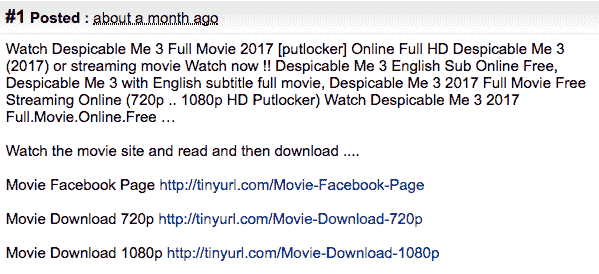 #1 Posted : about a month ago
Watch Despicable Me 3 Full Movie 2017 [putlocker] Online Full HD Despicable Me 3
(2017) or streaming movie Watch now !! Despicable Me 3 English Sub Online Free,
Despicable Me 3 with English subtitle full movie, Despicable Me 3 2017 Full Movie Free
Streaming Online (720p .. 1080p HD Putlocker) Watch Despicable Me 3 2017
Full.Movie.Online.Free …
Watch the movie site and read and then download ....
Movie Facebook Page http://tinyurl.com/Movie-Facebook-Page
Movie Download 720p http://tinyurl.com/Movie-Download-720p
Movie Download 1080p http://tinyurl.com/Movie-Download-1080p